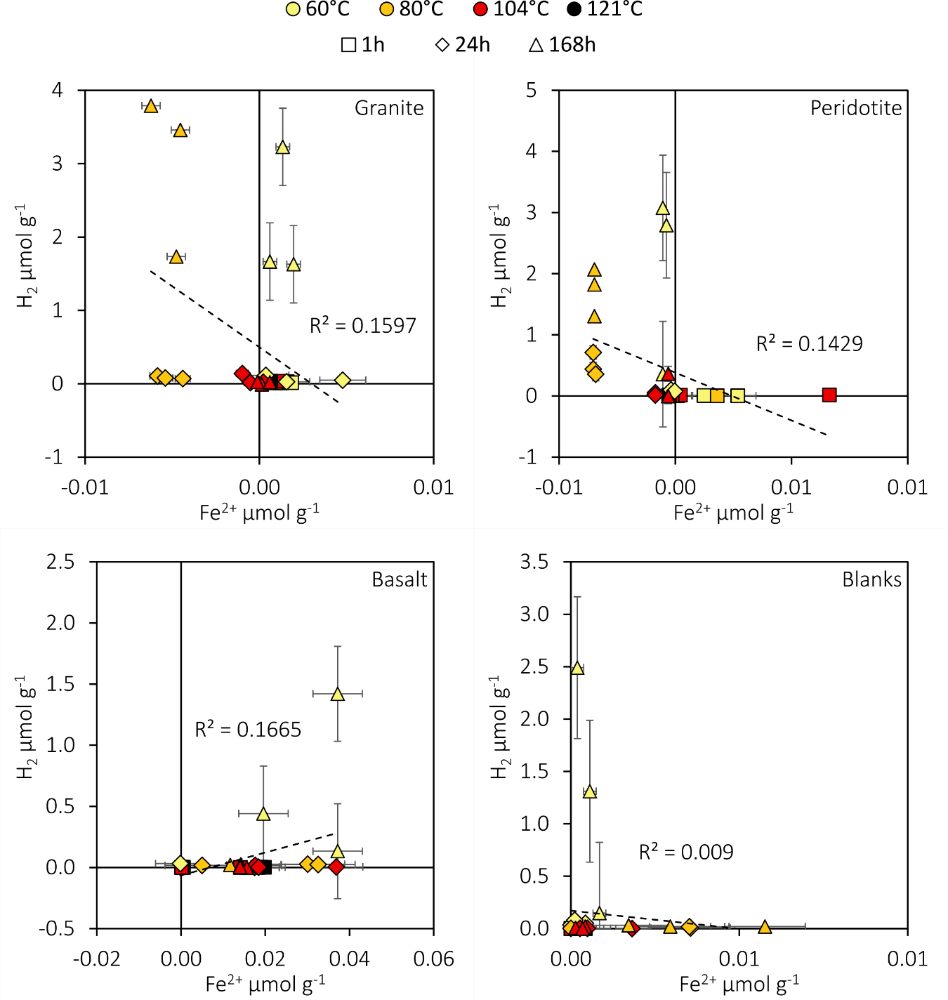 60°C 80°C 104°C 121°C
1h 24h 168h
Granite
4
3
2
1
0
-1
H₂ µmol g⁻¹
R² = 0.1597
-0.01 0.00 0.01
Fe²⁺ µmol g⁻¹
Peridotite
5
4
3
2
1
0
-1
H₂ µmol g⁻¹
R² = 0.1429
-0.01 0.00 0.01 0.01
Fe²⁺ µmol g⁻¹
Basalt
2.5
2.0
1.5
1.0
0.5
0.0
-0.5
H₂ µmol g⁻¹
R² = 0.1665
-0.02 0.00 0.02 0.04 0.06
Fe²⁺ µmol g⁻¹
Blanks
3.5
3.0
2.5
2.0
1.5
1.0
0.5
0.0
H₂ µmol g⁻¹
R² = 0.009
0.00 0.01 0.01
Fe²⁺ µmol g⁻¹